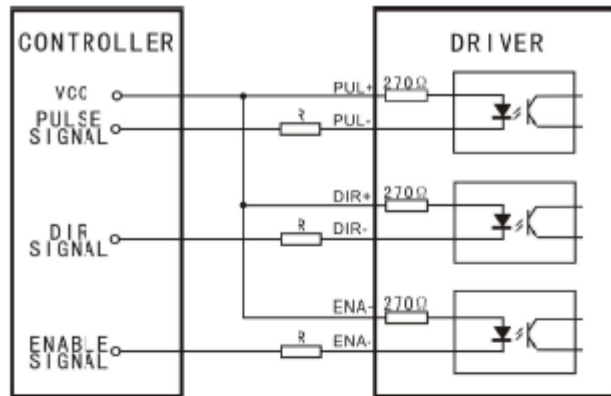 CONTROLLER
DRIVER
VCC
PULSE
SIGNAL
PUL+
270Ω
R
PUL-
DIR+
270Ω
DIR
SIGNAL
R
DIR-
ENA-
270Ω
ENABLE
SIGNAL
R
ENA-